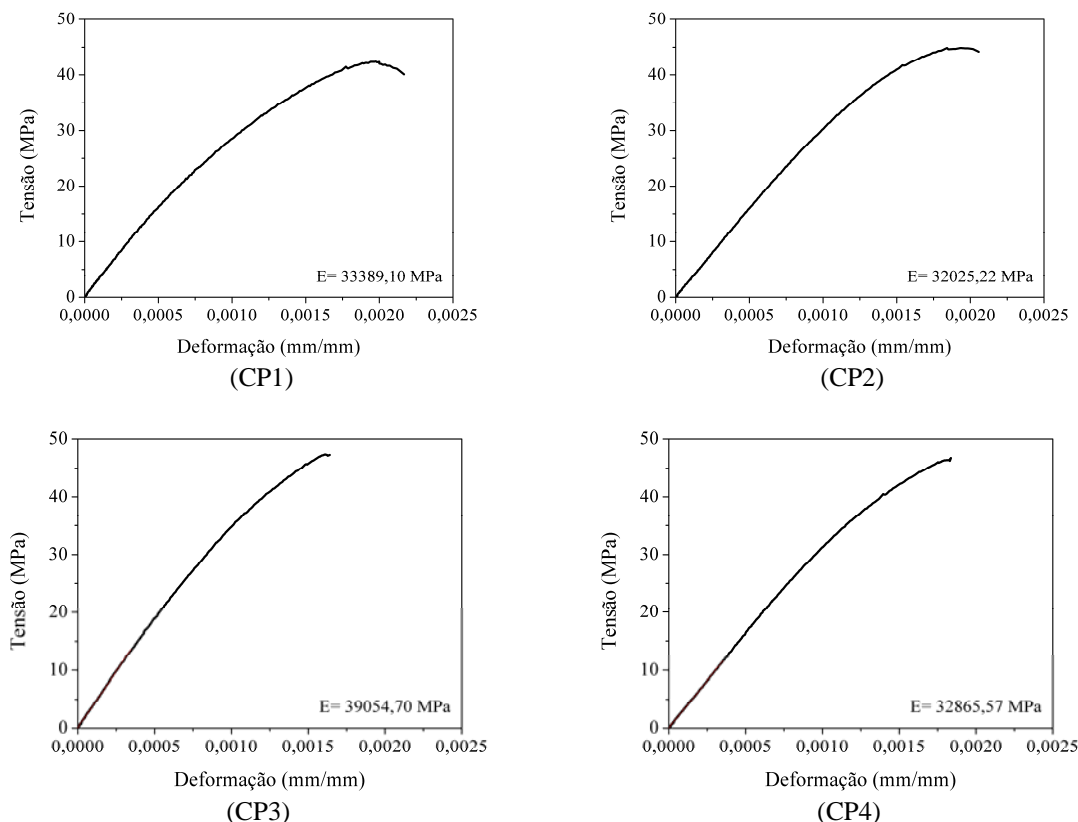 50
40
30
20
10
0
Tensão (MPa)
E= 33389,10 MPa
0,0000 0,0005 0,0010 0,0015 0,0020 0,0025
Deformação (mm/mm)
(CP1)
50
40
30
20
10
0
Tensão (MPa)
E= 32025,22 MPa
0,0000 0,0005 0,0010 0,0015 0,0020 0,0025
Deformação (mm/mm)
(CP2)
50
40
30
20
10
0
Tensão (MPa)
E= 39054,70 MPa
0,0000 0,0005 0,0010 0,0015 0,0020 0,0025
Deformação (mm/mm)
(CP3)
50
40
30
20
10
0
Tensão (MPa)
E= 32865,57 MPa
0,0000 0,0005 0,0010 0,0015 0,0020 0,0025
Deformação (mm/mm)
(CP4)